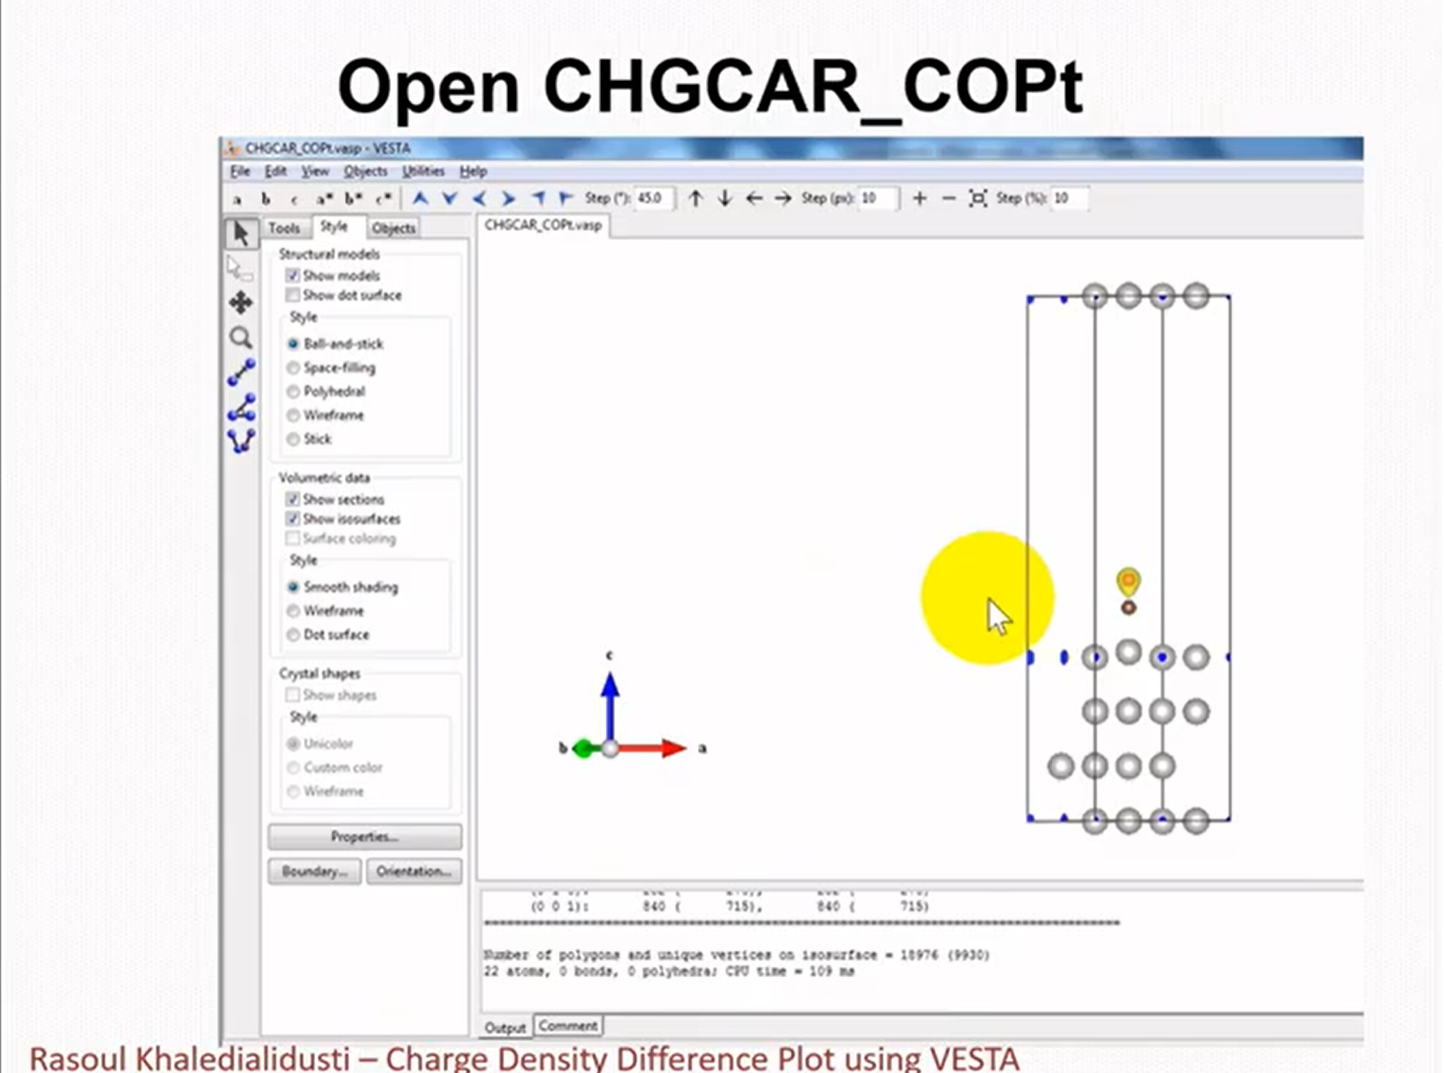 Open CHGCAR_COPt
CHGCAR_COPt.vasp - VESTA
File Edit View Objects Utilities Help
a b c a* b* c* Step (°): 45.0 Step (px): 10 Step (%): 10
Tools Style Objects
CHGCAR_COPt.vasp
Structural models
Show models
Show dot surface
Style
Ball-and-stick
Space-filling
Polyhedral
Wireframe
Stick
Volumetric data
Show sections
Show isosurfaces
Surface coloring
Style
Smooth shading
Wireframe
Dot surface
Crystal shapes
Show shapes
Style
Unicolor
Custom color
Wireframe
Properties...
Boundary... Orientation...
c
b a
(0 0 1): 840 ( 715), 840 ( 715)
Number of polygons and unique vertices on isosurface = 18976 (9930)
22 atoms, 0 bonds, 0 polyhedra; CPU time = 109 ms
Output Comment
Rasoul Khaledialidusti – Charge Density Difference Plot using VESTA